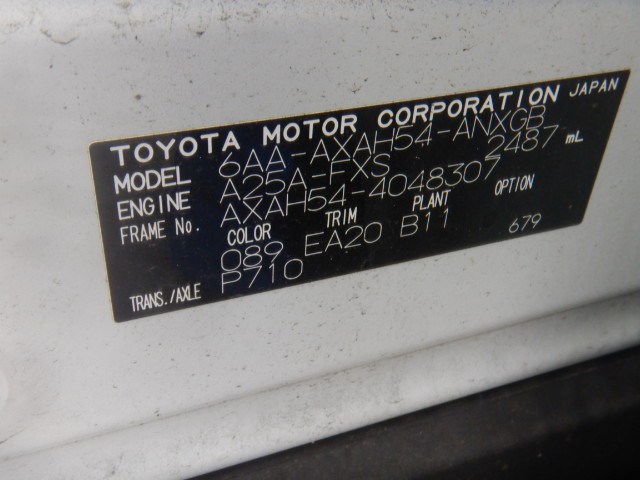 TOYOTA MOTOR CORPORATION JAPAN
MODEL 6AA-AXAH54-ANXGB
ENGINE A25A-FXS 2487 mL
FRAME No. AXAH54-4048307
COLOR TRIM PLANT OPTION
089 EA20 B11 679
TRANS./AXLE P710